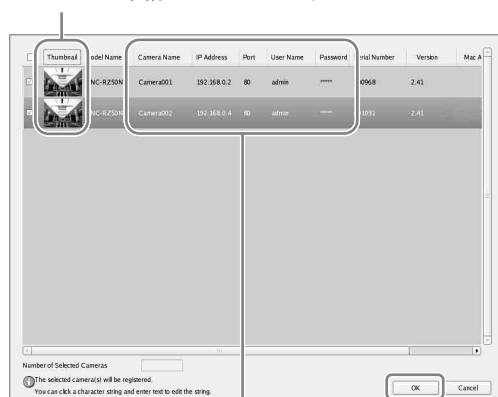 Thumbnail odel Name Camera Name IP Address Port User Name Password erial Number Version Mac A
NC-RZ50N Camera001 192.168.0.2 80 admin ***** 00968 2.41
NC-RZ50N Camera002 192.168.0.4 80 admin ***** 01031 2.41
Number of Selected Cameras
The selected camera(s) will be registered.
You can click a character string and enter text to edit the string.
OK Cancel